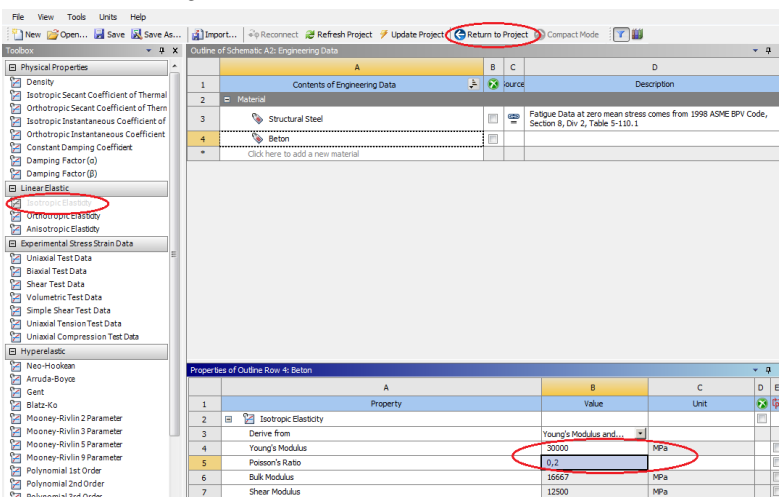 File View Tools Units Help
New Open... Save Save As... Import... Reconnect Refresh Project Update Project Return to Project Compact Mode
Toolbox
Physical Properties
Density
Isotropic Secant Coefficient of Thermal
Orthotropic Secant Coefficient of Therm
Isotropic Instantaneous Coefficient of
Orthotropic Instantaneous Coefficient
Constant Damping Coefficient
Damping Factor (α)
Damping Factor (β)
Linear Elastic
Isotropic Elasticity
Orthotropic Elasticity
Anisotropic Elasticity
Experimental Stress Strain Data
Uniaxial Test Data
Biaxial Test Data
Shear Test Data
Volumetric Test Data
Simple Shear Test Data
Uniaxial Tension Test Data
Uniaxial Compression Test Data
Hyperelastic
Neo-Hookean
Arruda-Boyce
Gent
Blatz-Ko
Mooney-Rivlin 2 Parameter
Mooney-Rivlin 3 Parameter
Mooney-Rivlin 5 Parameter
Mooney-Rivlin 9 Parameter
Polynomial 1st Order
Polynomial 2nd Order
Polynomial 3rd Order
Outline of Schematic A2: Engineering Data
A B C D
1 Contents of Engineering Data ource Description
2 Material
3 Structural Steel Fatigue Data at zero mean stress comes from 1998 ASME BPV Code,
Section 8, Div 2, Table 5-110.1
4 Beton
* Click here to add a new material
Properties of Outline Row 4: Beton
A B C D E
1 Property Value Unit
2 Isotropic Elasticity
3 Derive from Young's Modulus and...
4 Young's Modulus 30000 MPa
5 Poisson's Ratio 0,2
6 Bulk Modulus 16667 MPa
7 Shear Modulus 12500 MPa